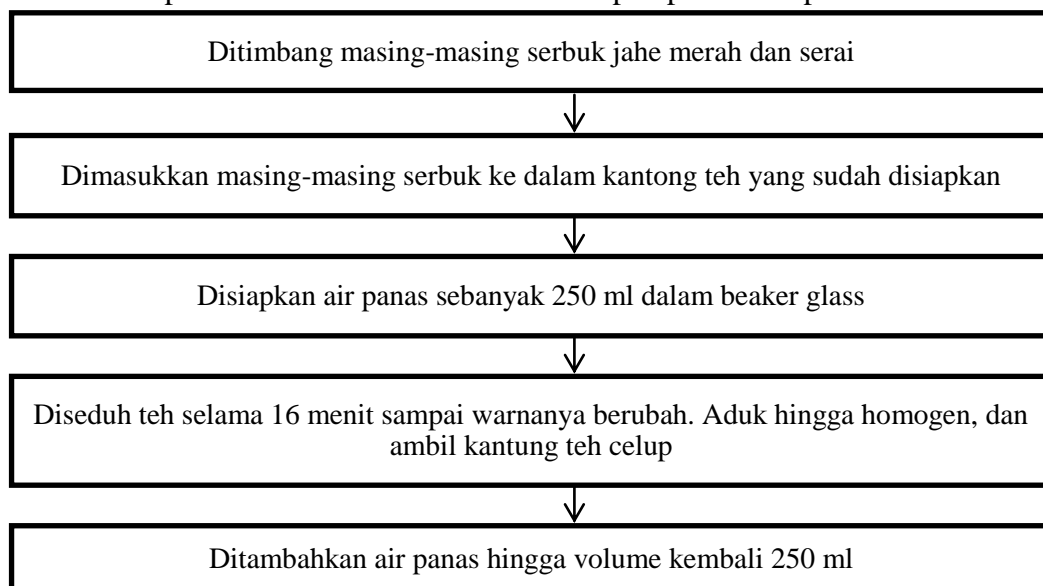 Ditimbang masing-masing serbuk jahe merah dan serai
Dimasukkan masing-masing serbuk ke dalam kantong teh yang sudah disiapkan
Disiapkan air panas sebanyak 250 ml dalam beaker glass
Diseduh teh selama 16 menit sampai warnanya berubah. Aduk hingga homogen, dan
ambil kantung teh celup
Ditambahkan air panas hingga volume kembali 250 ml